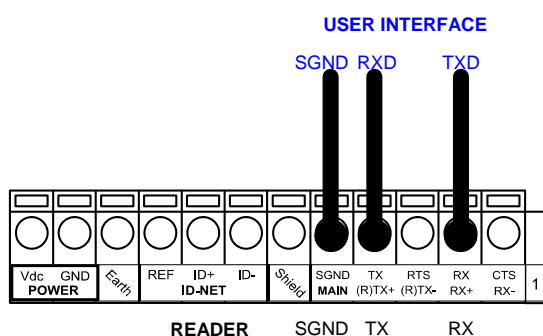 USER INTERFACE
SGND RXD TXD
Vdc GND Earth REF ID+ ID- Shield SGND TX RTS RX CTS 1
POWER ID-NET MAIN (R)TX+ (R)TX- RX+ RX-
READER SGND TX RX